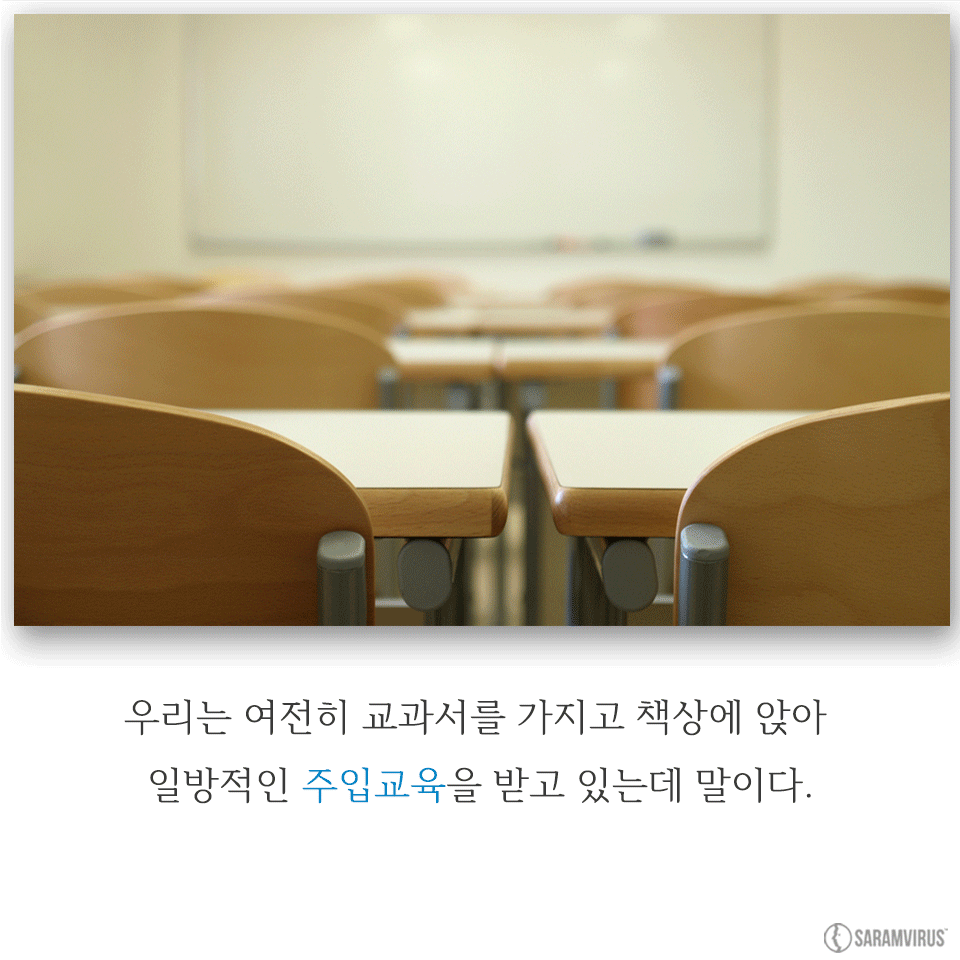 우리는 여전히 교과서를 가지고 책상에 앉아
일방적인 주입교육을 받고 있는데 말이다.
SARAMVIRUS™